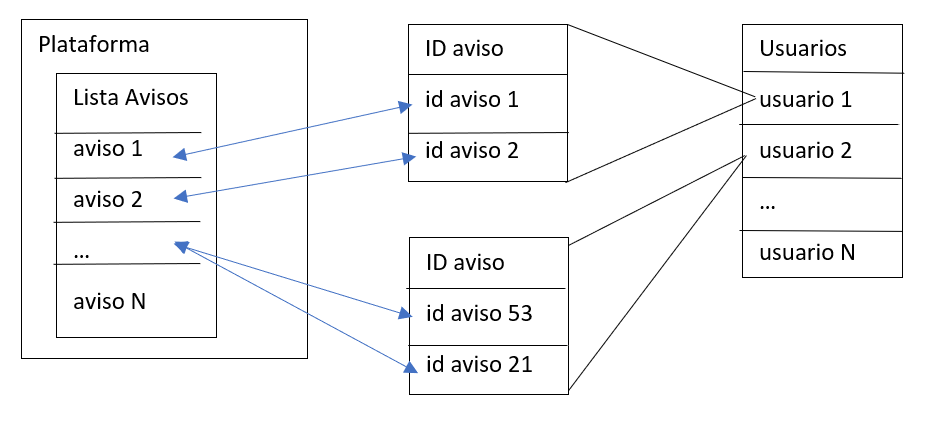 Plataforma
Lista Avisos
aviso 1
aviso 2
...
aviso N
ID aviso
id aviso 1
id aviso 2
ID aviso
id aviso 53
id aviso 21
Usuarios
usuario 1
usuario 2
...
usuario N